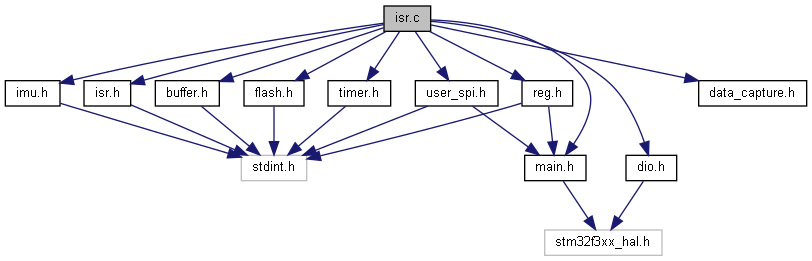 isr.c
imu.h
isr.h
buffer.h
flash.h
timer.h
user_spi.h
reg.h
data_capture.h
stdint.h
main.h
dio.h
stm32f3xx_hal.h